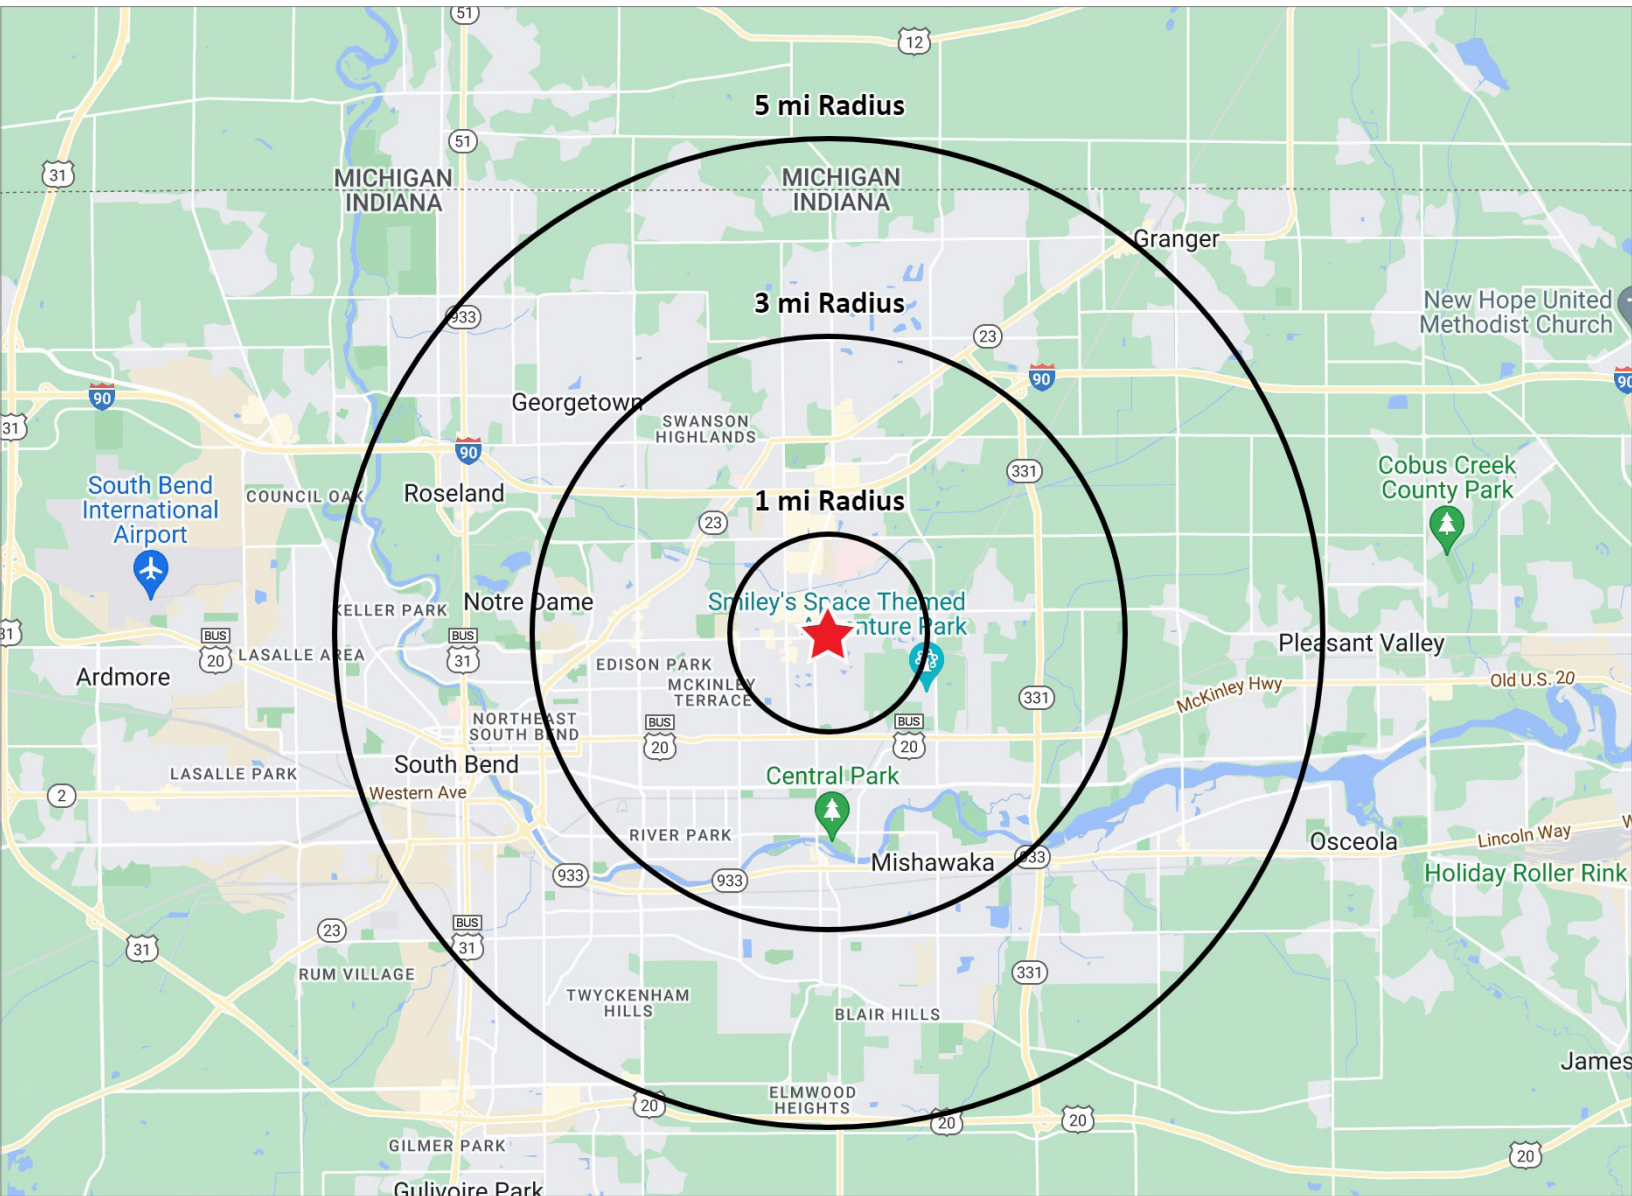 51
12
5 mi Radius
51
31
MICHIGAN
INDIANA
MICHIGAN
INDIANA
Granger
3 mi Radius
933
New Hope United
Methodist Church
23
90
90
90
Georgetown
31
SWANSON
HIGHLANDS
90
331
Cobus Creek
County Park
South Bend
International
Airport
COUNCIL OAK
Roseland
1 mi Radius
23
KELLER PARK
Notre Dame
Smiley's Space Themed
Adventure Park
31
BUS
20
LASALLE AREA
BUS
31
EDISON PARK
Pleasant Valley
Ardmore
MCKINLEY
TERRACE
331
McKinley Hwy
Old U.S. 20
NORTHEAST
SOUTH BEND
BUS
20
BUS
20
South Bend
LASALLE PARK
Central Park
2
Western Ave
RIVER PARK
Osceola
Lincoln Way
W
933
933
Mishawaka
933
Holiday Roller Rink
23
BUS
31
31
RUM VILLAGE
331
TWYCKENHAM
HILLS
BLAIR HILLS
James
ELMWOOD
HEIGHTS
20
20
20
GILMER PARK
20
Gulivoire Park